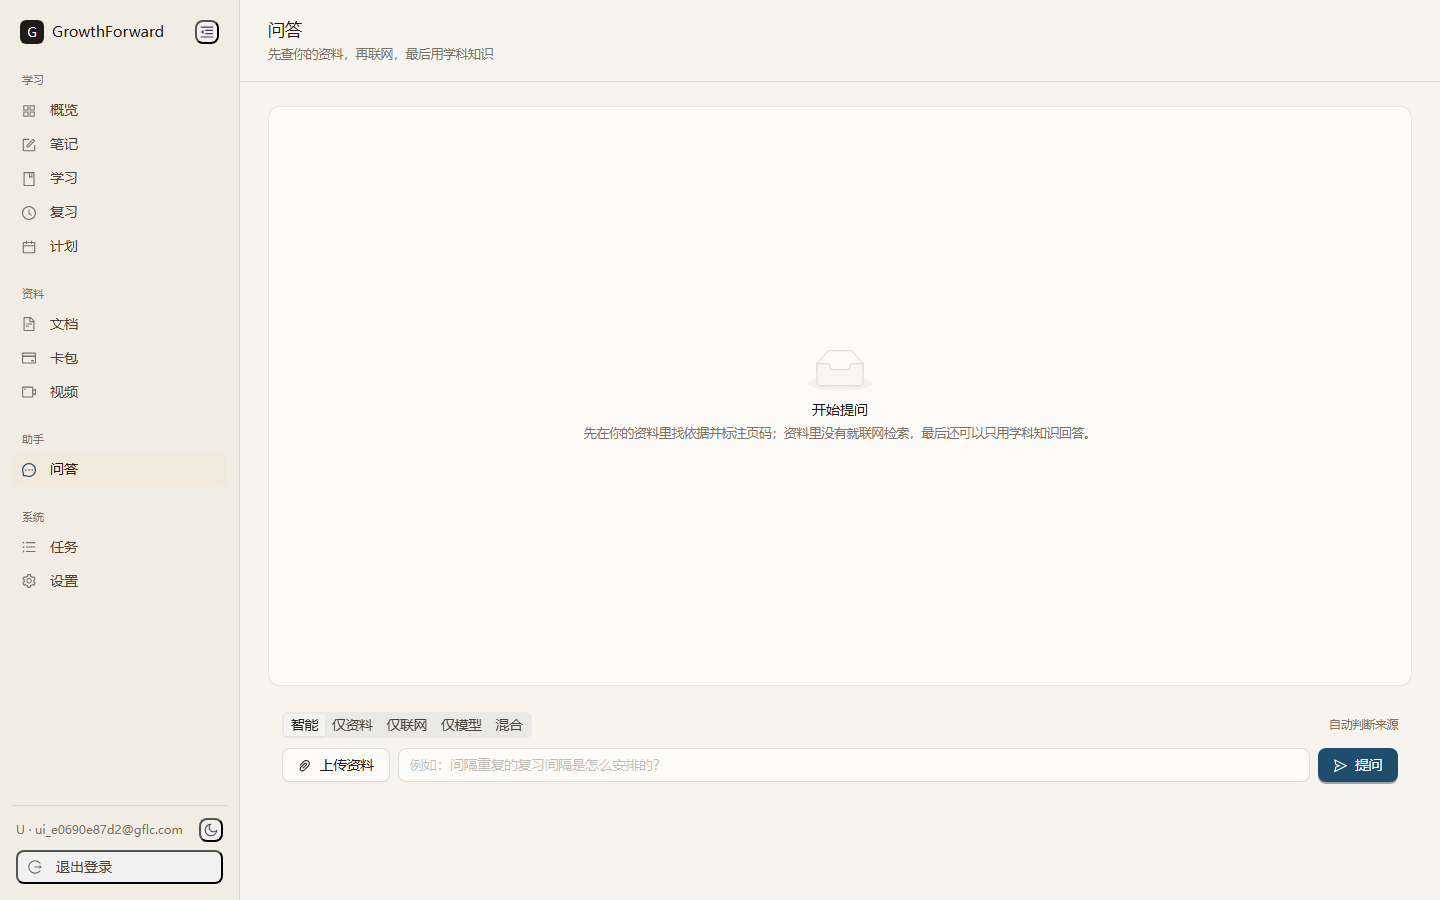 G GrowthForward
学习
概览
笔记
学习
复习
计划
资料
文档
卡包
视频
助手
问答
系统
任务
设置
U · ui_e0690e87d2@gflc.com
退出登录
问答
先查你的资料，再联网，最后用学科知识
开始提问
先在你的资料里找依据并标注页码；资料里没有就联网检索，最后还可以只用学科知识回答。
智能 仅资料 仅联网 仅模型 混合
自动判断来源
上传资料 例如：间隔重复的复习间隔是怎么安排的？ 提问